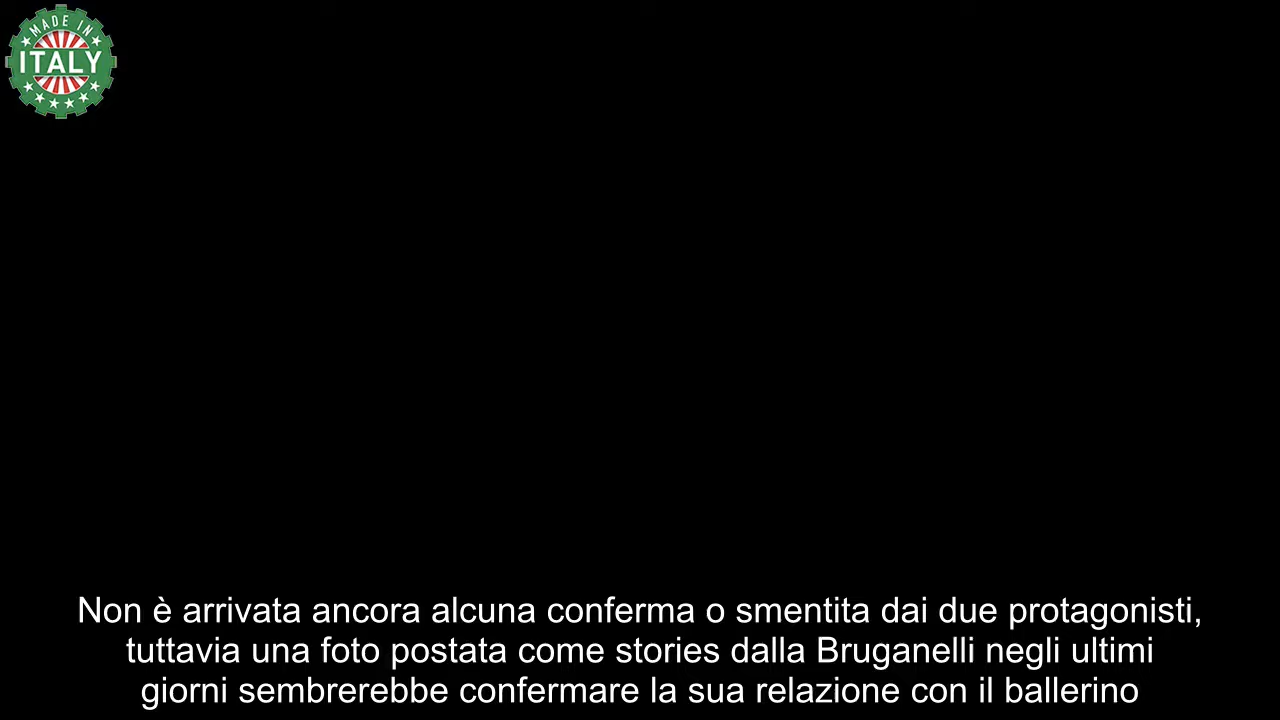 MADE IN
ITALY
Non è arrivata ancora alcuna conferma o smentita dai due protagonisti,
tuttavia una foto postata come stories dalla Bruganelli negli ultimi
giorni sembrerebbe confermare la sua relazione con il ballerino